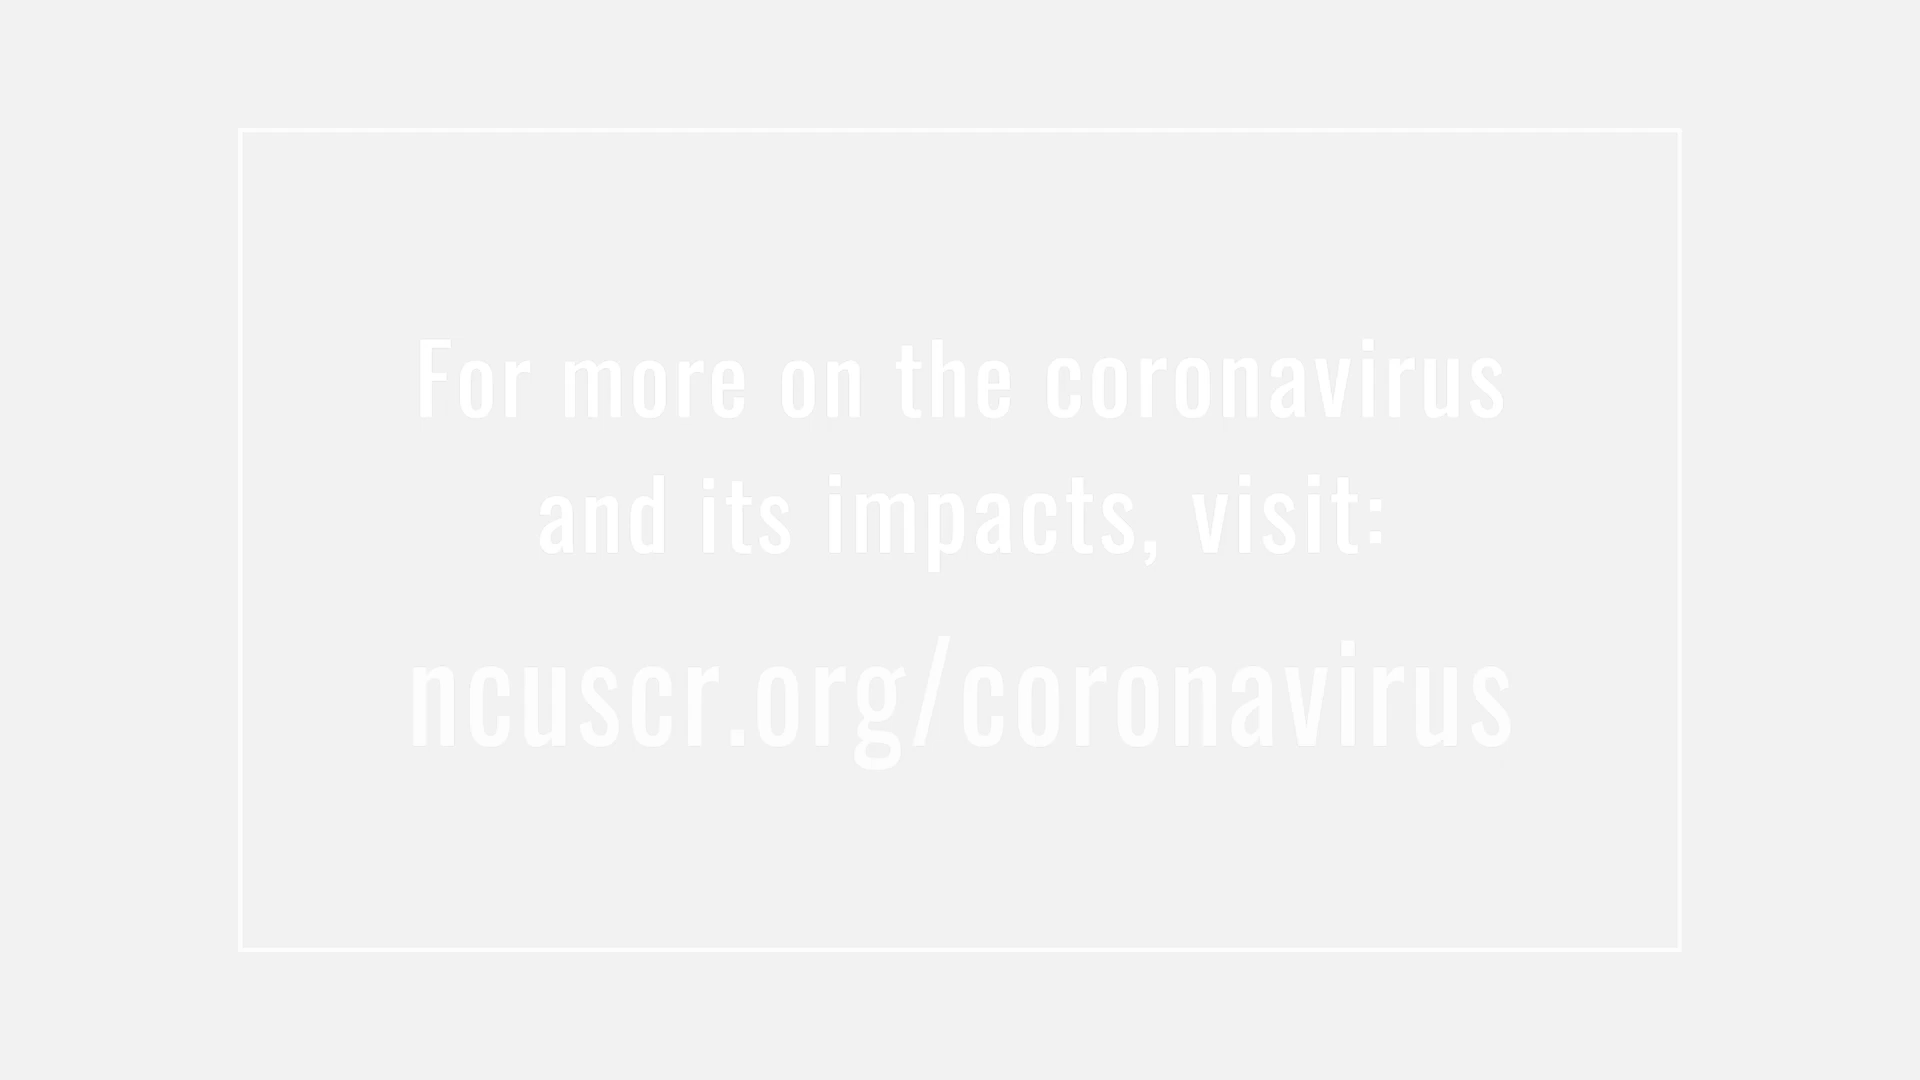 For more on the coronavirus
and its impacts, visit:
ncuscr.org/coronavirus